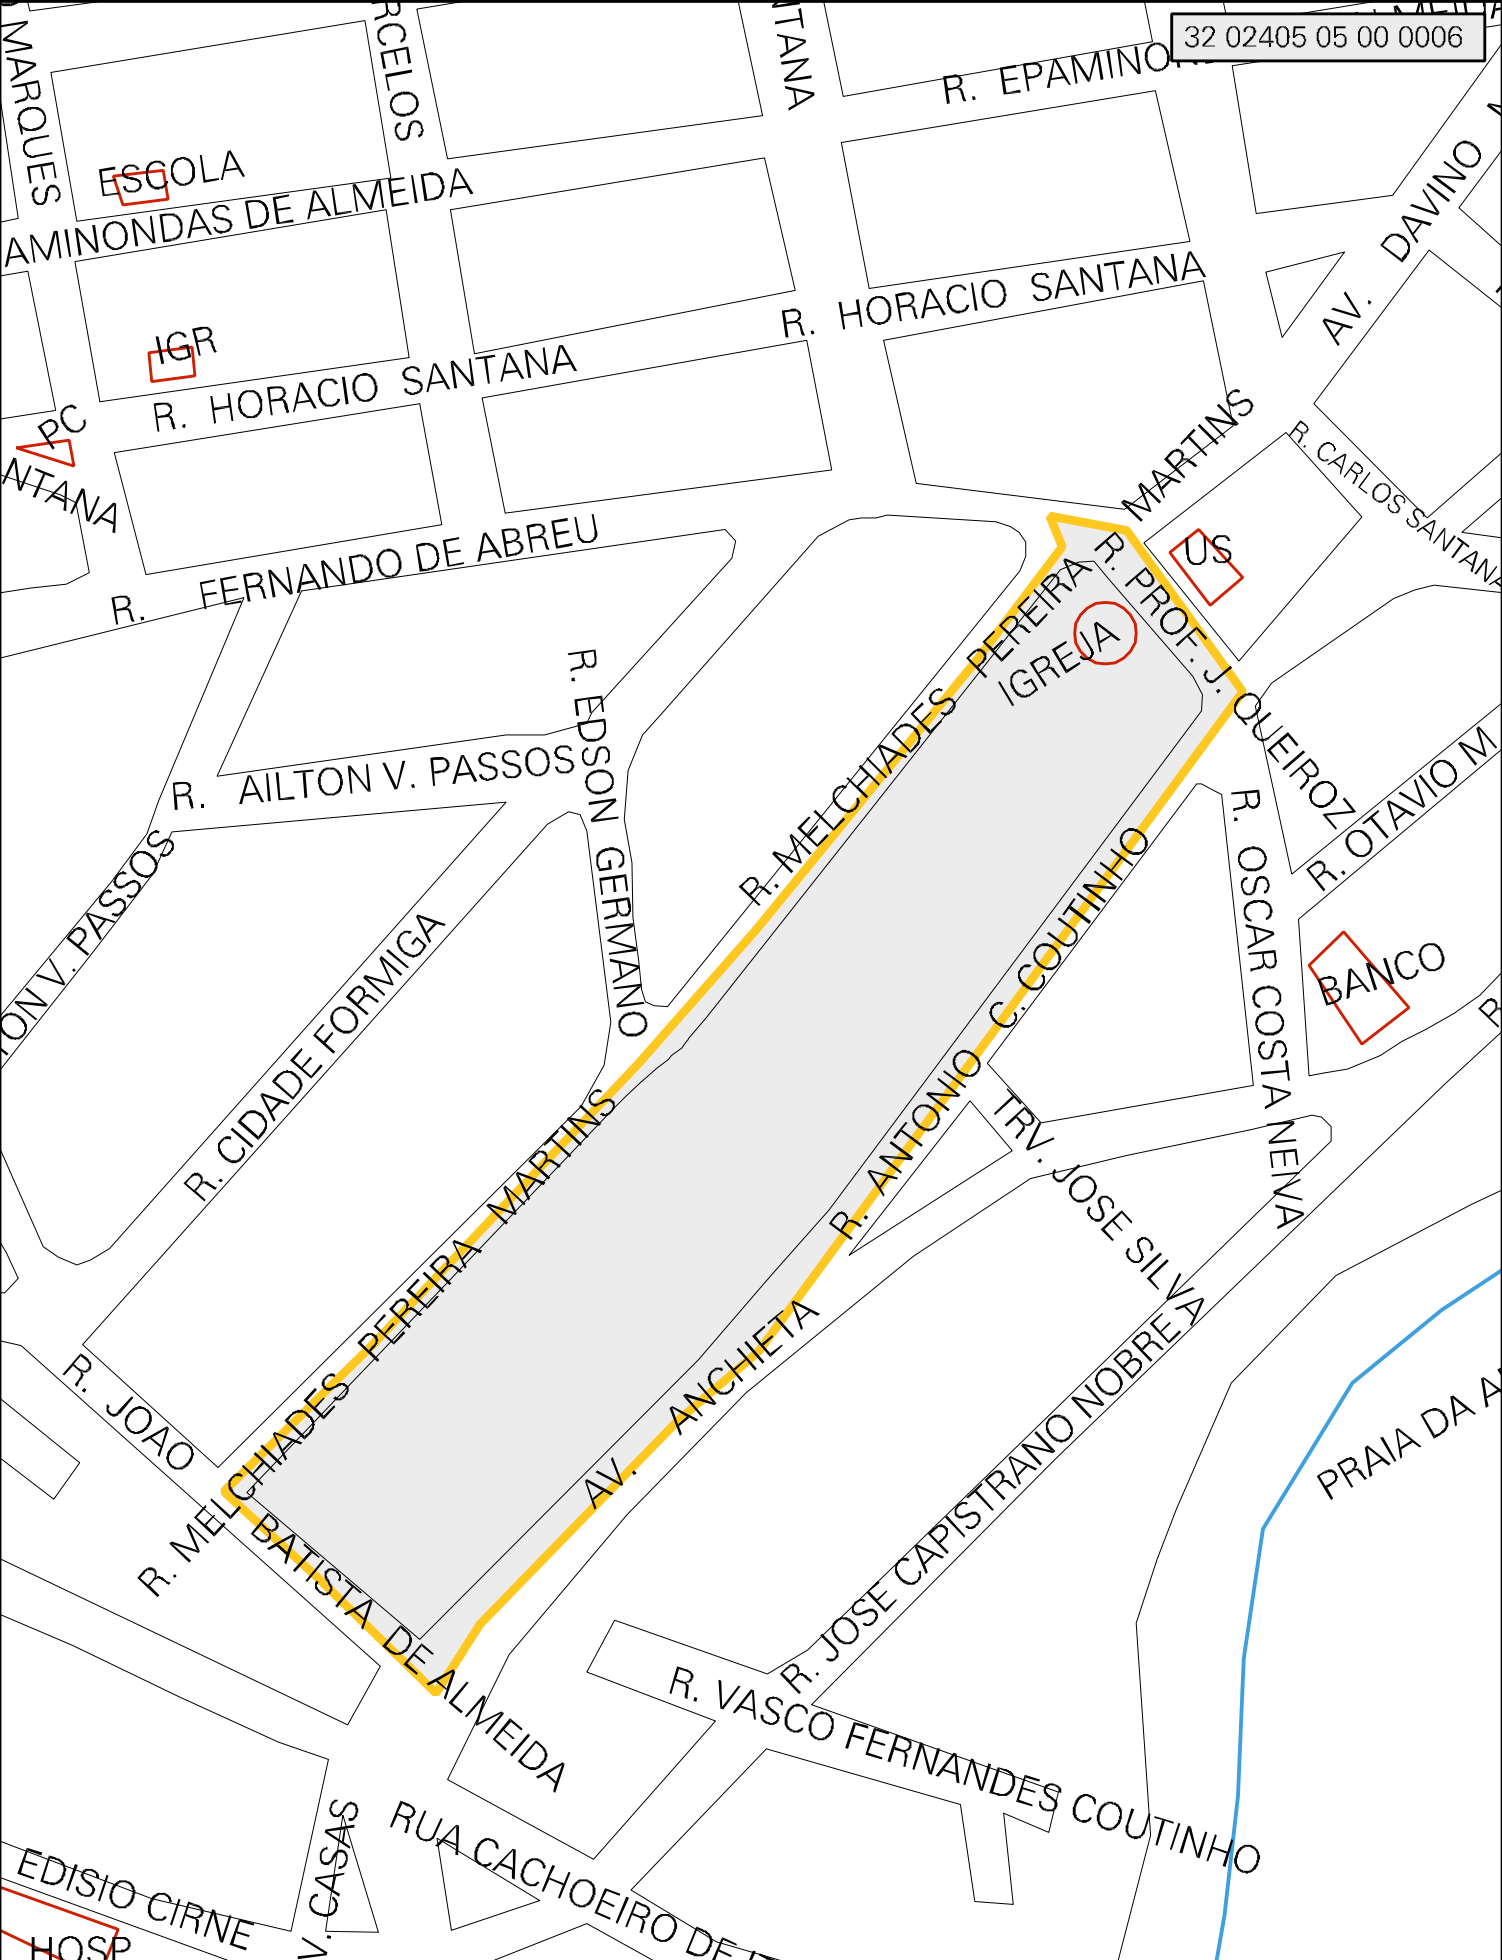 32 02405 05 00 0006
MARQUES
RCELOS
NTANA
R. EPAMINOND
DAVINO
AV.
ESCOLA
AMINONDAS DE ALMEIDA
R. HORACIO SANTANA
IGR
R. HORACIO SANTANA
PC
NTANA
MARTINS
R. CARLOS SANTANA
R. FERNANDO DE ABREU
US
R. PROF. J. QUEIROZ
IGREJA
R. MELCHIADES PEREIRA
R. EDSON GERMANO
R. AILTON V. PASSOS
TON V. PASSOS
R. OTAVIO M
R. OSCAR COSTA NEIVA
BANCO
R.
R. CIDADE FORMIGA
R. ANTONIO C. COUTINHO
TRV. JOSE SILVA
R. MELCHIADES PEREIRA MARTINS
AV. ANCHIETA
R. JOSE CAPISTRANO NOBRE
PRAIA DA A
R. JOAO BATISTA DE ALMEIDA
R. VASCO FERNANDES COUTINHO
RUA CACHOEIRO DE IT
V. CASAS
EDISIO CIRNE
HOSP